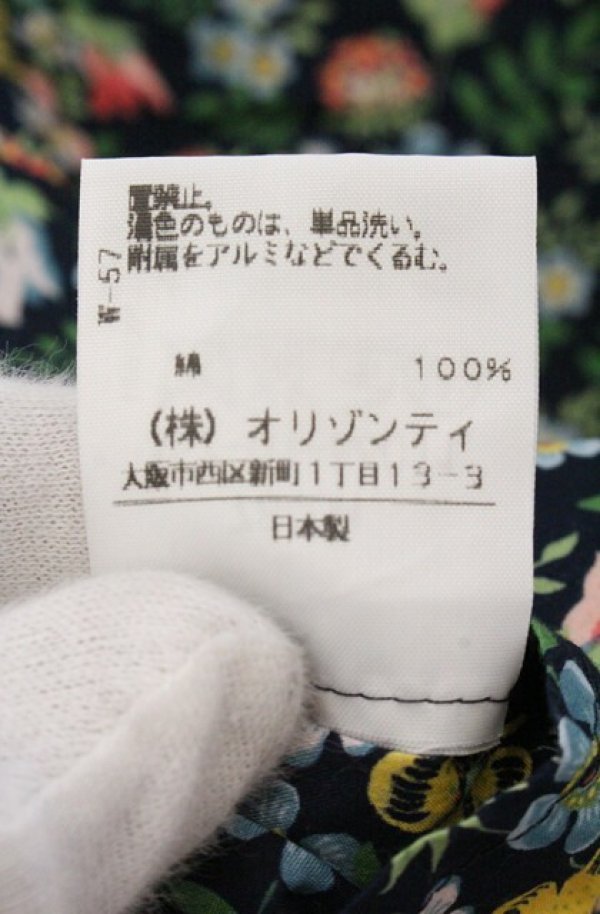 置禁止。
濃色のものは、単品洗い。
附属をアルミなどでくるむ。
W-57
綿 100%
(株) オリゾンティ
大阪市西区新町1丁目13-3
日本製